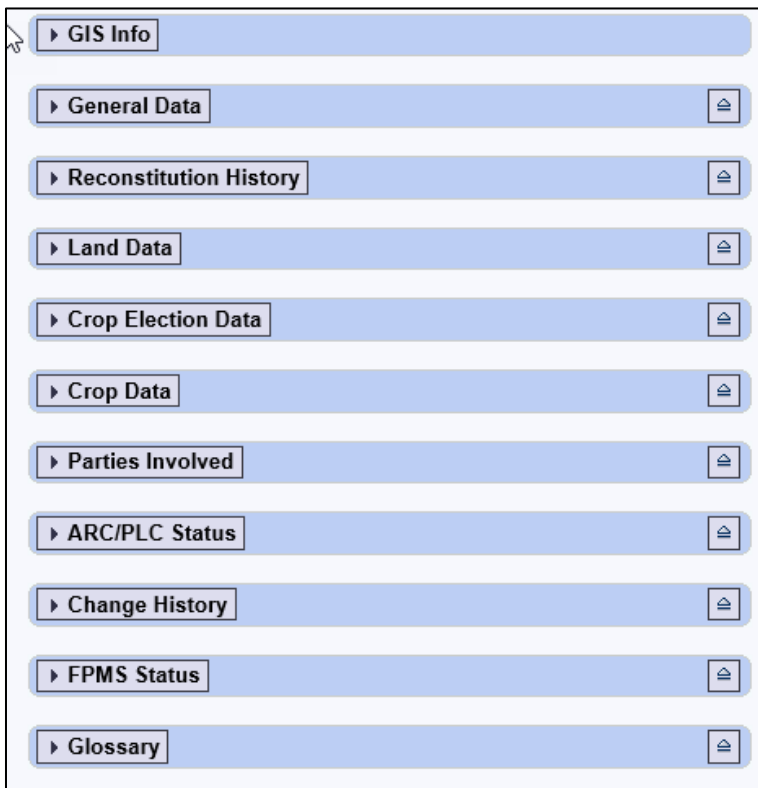 GIS Info
General Data
Reconstitution History
Land Data
Crop Election Data
Crop Data
Parties Involved
ARC/PLC Status
Change History
FPMS Status
Glossary